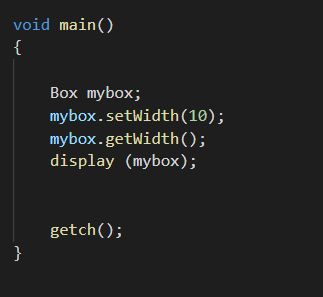 void main()
{
Box mybox;
mybox.setWidth(10);
mybox.getWidth();
display (mybox);
getch();
}